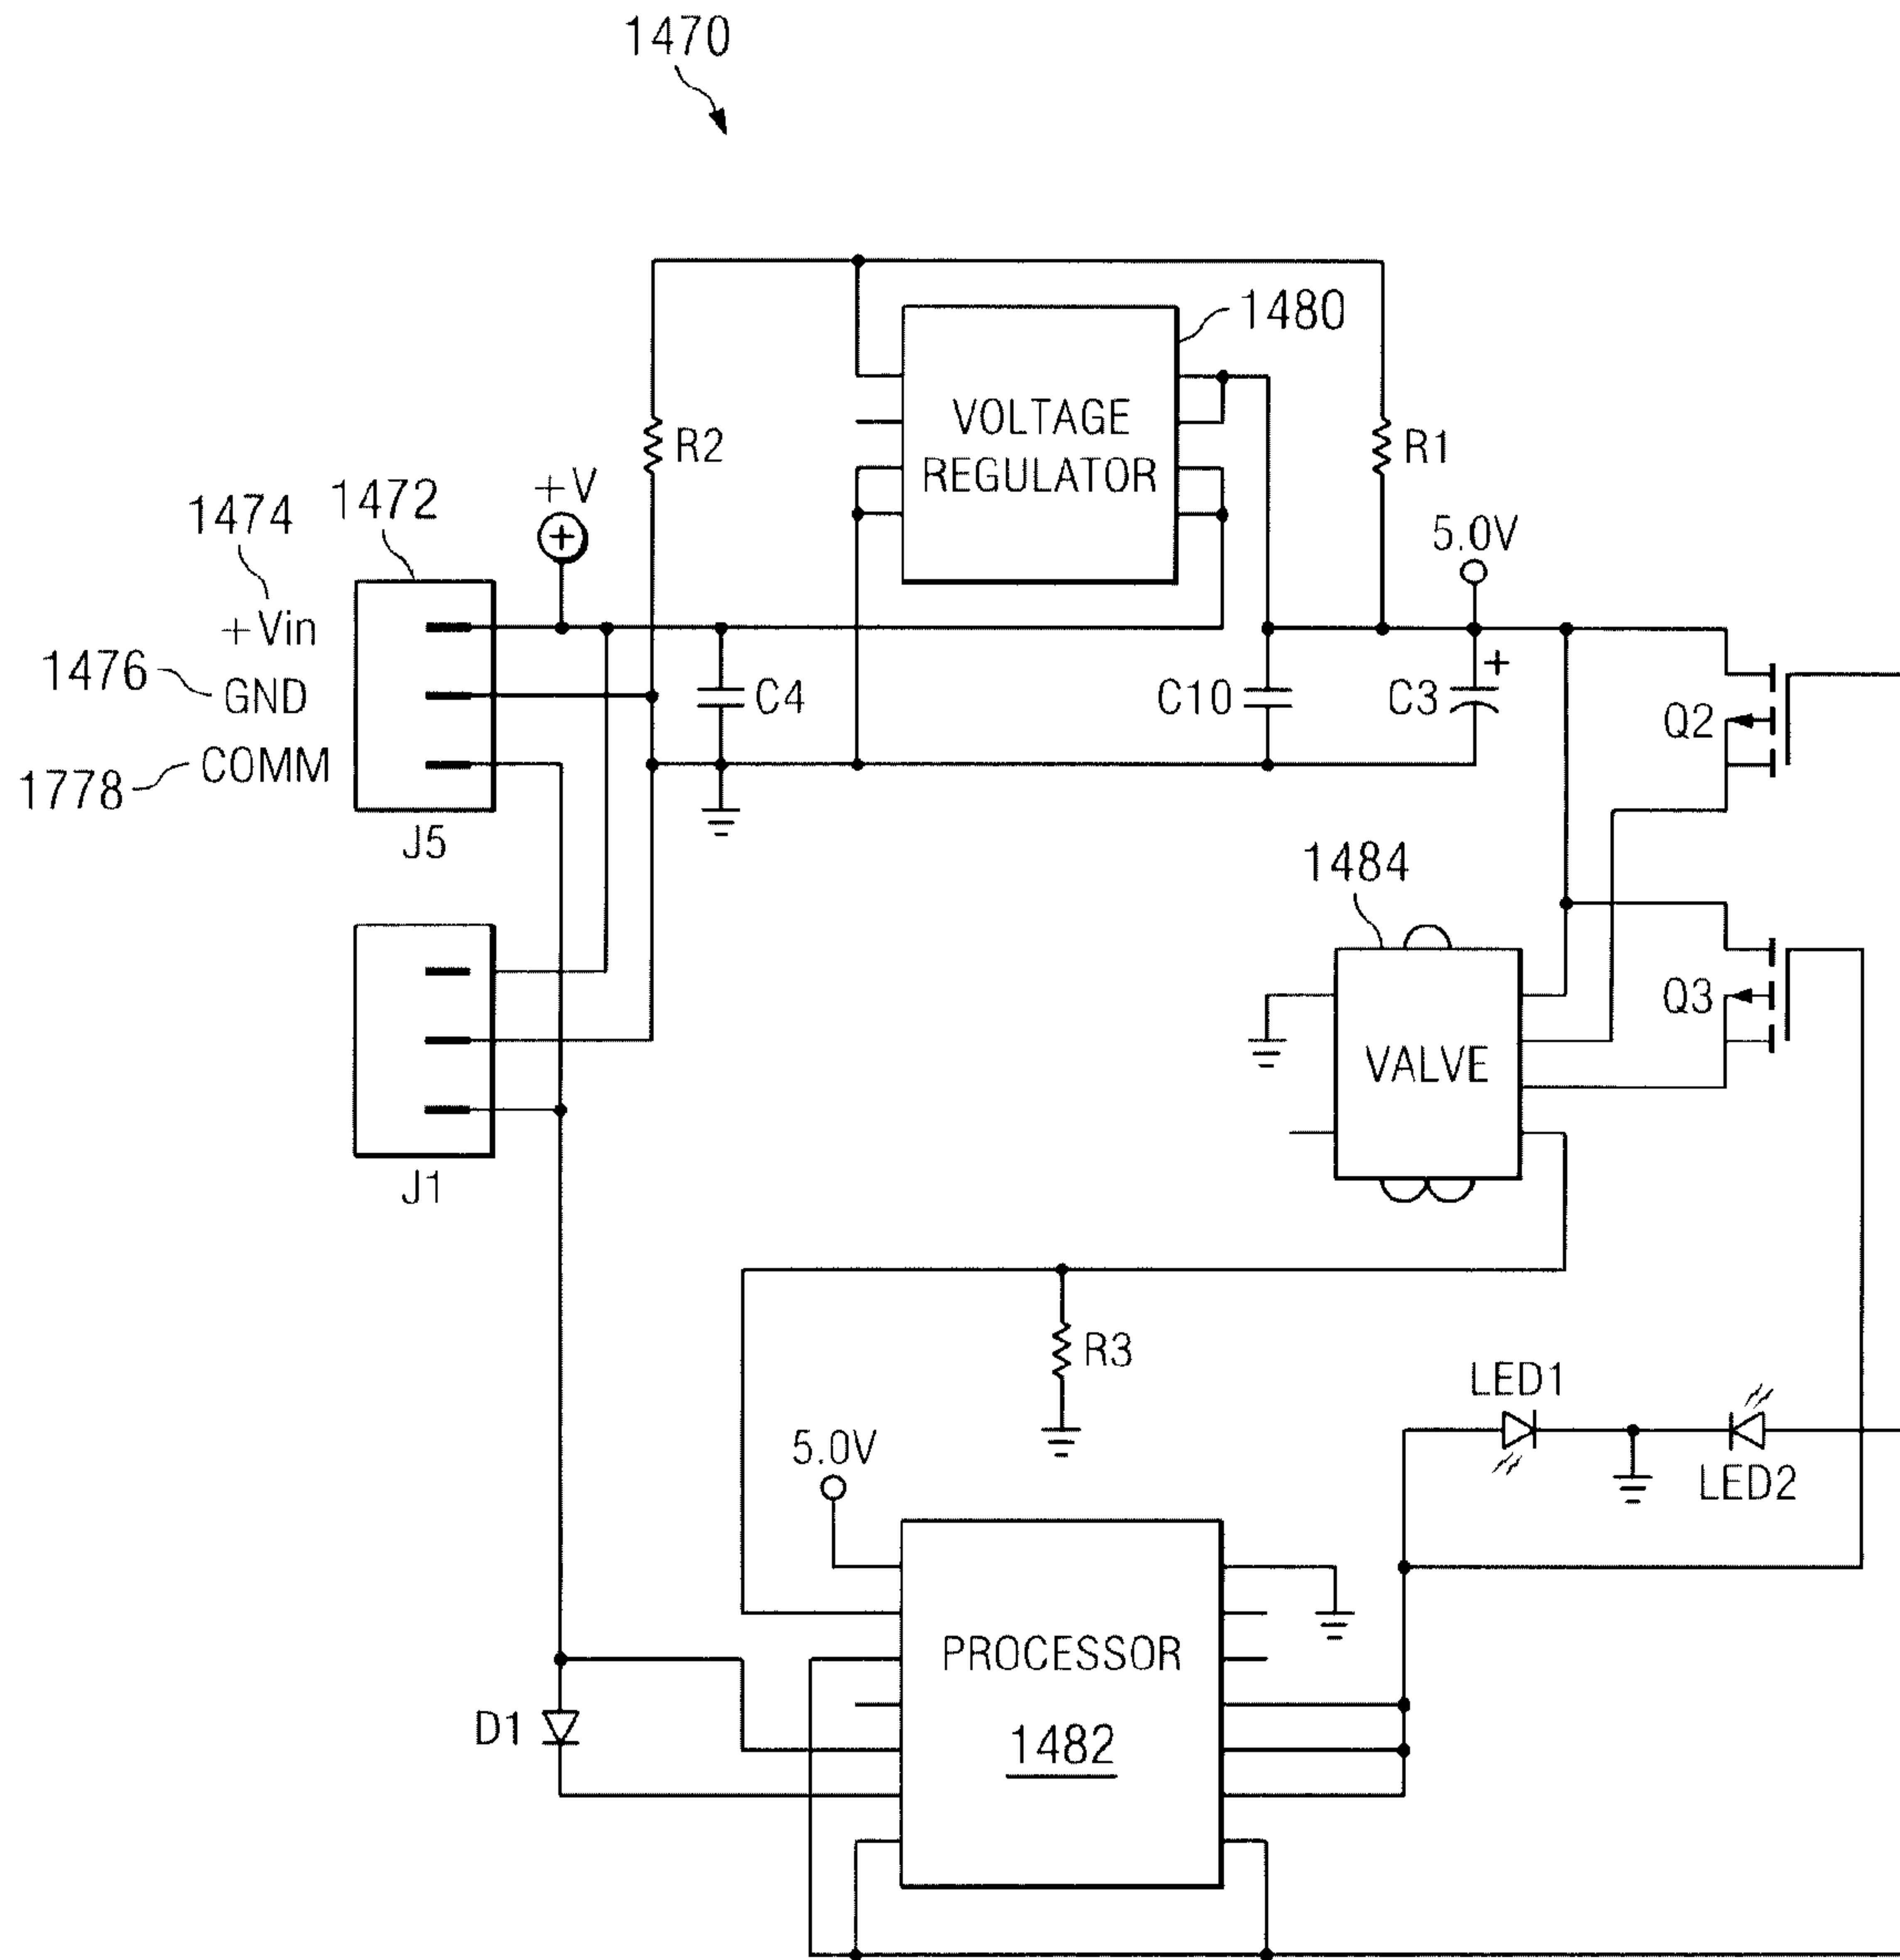 1470
1480
VOLTAGE
REGULATOR
R2
R1
+V
1474
1472
5.0V
+Vin
1476
GND
C4
C10
C3
+
Q2
1778
COMM
J5
1484
Q3
VALVE
J1
R3
LED1
5.0V
LED2
PROCESSOR
D1
1482